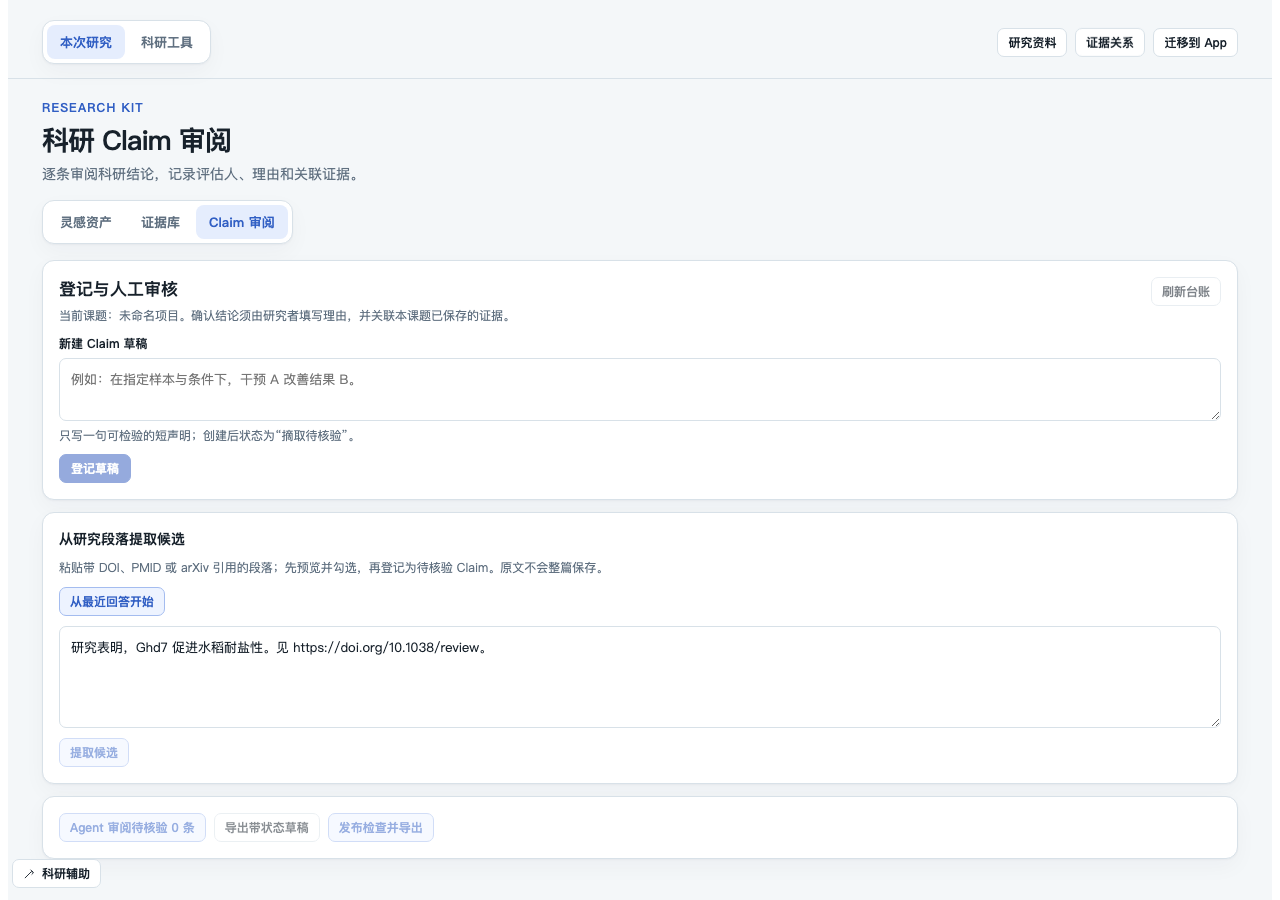 本次研究
科研工具
研究资料
证据关系
迁移到 App
RESEARCH KIT
科研 Claim 审阅
逐条审阅科研结论，记录评估人、理由和关联证据。
灵感资产
证据库
Claim 审阅
登记与人工审核
刷新台账
当前课题：未命名项目。确认结论须由研究者填写理由，并关联本课题已保存的证据。
新建 Claim 草稿
例如：在指定样本与条件下，干预 A 改善结果 B。
只写一句可检验的短声明；创建后状态为“摘取待核验”。
登记草稿
从研究段落提取候选
粘贴带 DOI、PMID 或 arXiv 引用的段落；先预览并勾选，再登记为待核验 Claim。原文不会整篇保存。
从最近回答开始
研究表明，Ghd7 促进水稻耐盐性。见 https://doi.org/10.1038/review。
提取候选
Agent 审阅待核验 0 条
导出带状态草稿
发布检查并导出
科研辅助